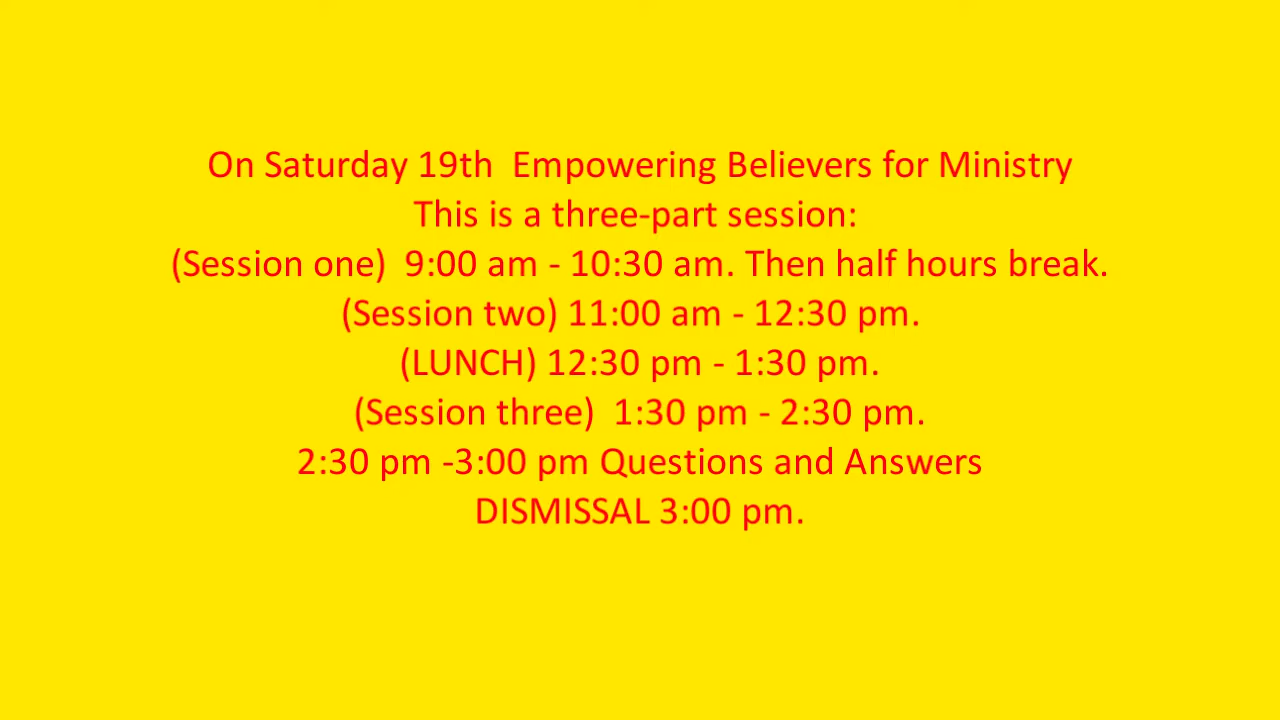 On Saturday 19th  Empowering Believers for Ministry
This is a three-part session:
(Session one)  9:00 am - 10:30 am. Then half hours break.
(Session two) 11:00 am - 12:30 pm.
(LUNCH) 12:30 pm - 1:30 pm.
(Session three)  1:30 pm - 2:30 pm.
2:30 pm -3:00 pm Questions and Answers
DISMISSAL 3:00 pm.